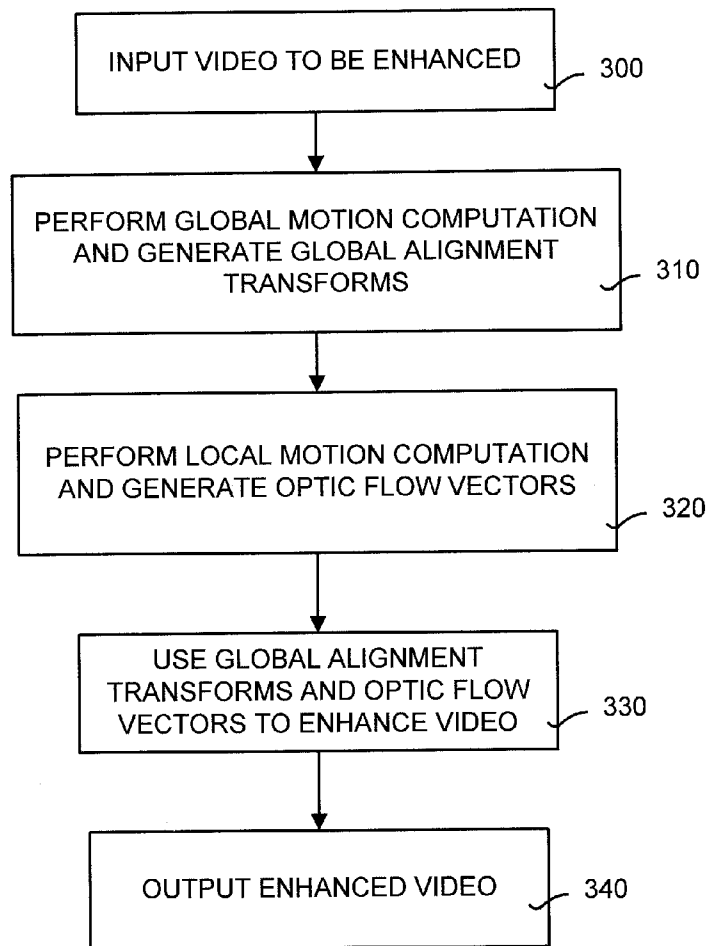 INPUT VIDEO TO BE ENHANCED
300
PERFORM GLOBAL MOTION COMPUTATION
AND GENERATE GLOBAL ALIGNMENT
TRANSFORMS
310
PERFORM LOCAL MOTION COMPUTATION
AND GENERATE OPTIC FLOW VECTORS
320
USE GLOBAL ALIGNMENT
TRANSFORMS AND OPTIC FLOW
VECTORS TO ENHANCE VIDEO
330
OUTPUT ENHANCED VIDEO
340